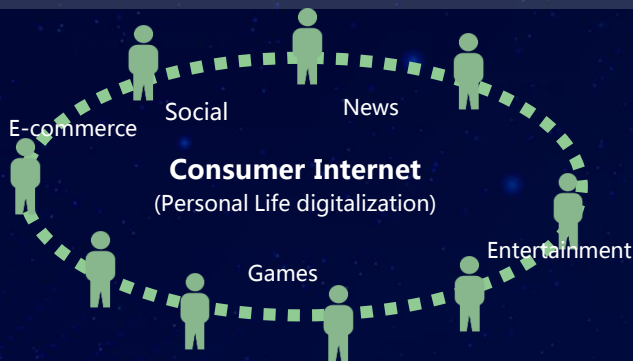 Social
News
E-commerce
Consumer Internet
(Personal Life digitalization)
Entertainment
Games